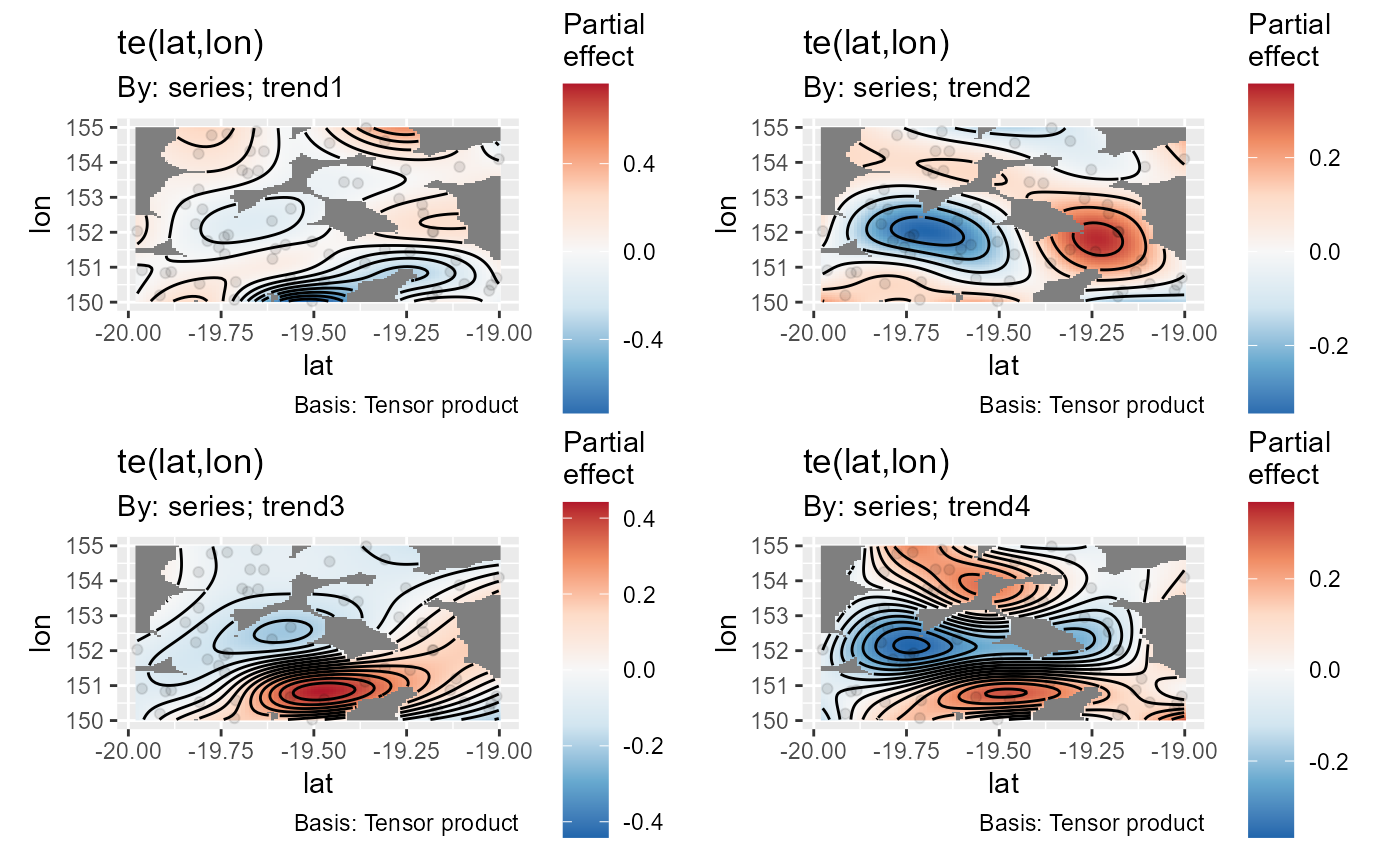 te(lat,lon)
By: series; trend1
Partial
effect
155
154
153
152
151
150
lon
-20.00 -19.75 -19.50 -19.25 -19.00
lat
Basis: Tensor product
0.4
0.0
-0.4
te(lat,lon)
By: series; trend2
Partial
effect
155
154
153
152
151
150
lon
-20.00 -19.75 -19.50 -19.25 -19.00
lat
Basis: Tensor product
0.2
0.0
-0.2
te(lat,lon)
By: series; trend3
Partial
effect
155
154
153
152
151
150
lon
-20.00 -19.75 -19.50 -19.25 -19.00
lat
Basis: Tensor product
0.4
0.2
0.0
-0.2
-0.4
te(lat,lon)
By: series; trend4
Partial
effect
155
154
153
152
151
150
lon
-20.00 -19.75 -19.50 -19.25 -19.00
lat
Basis: Tensor product
0.2
0.0
-0.2